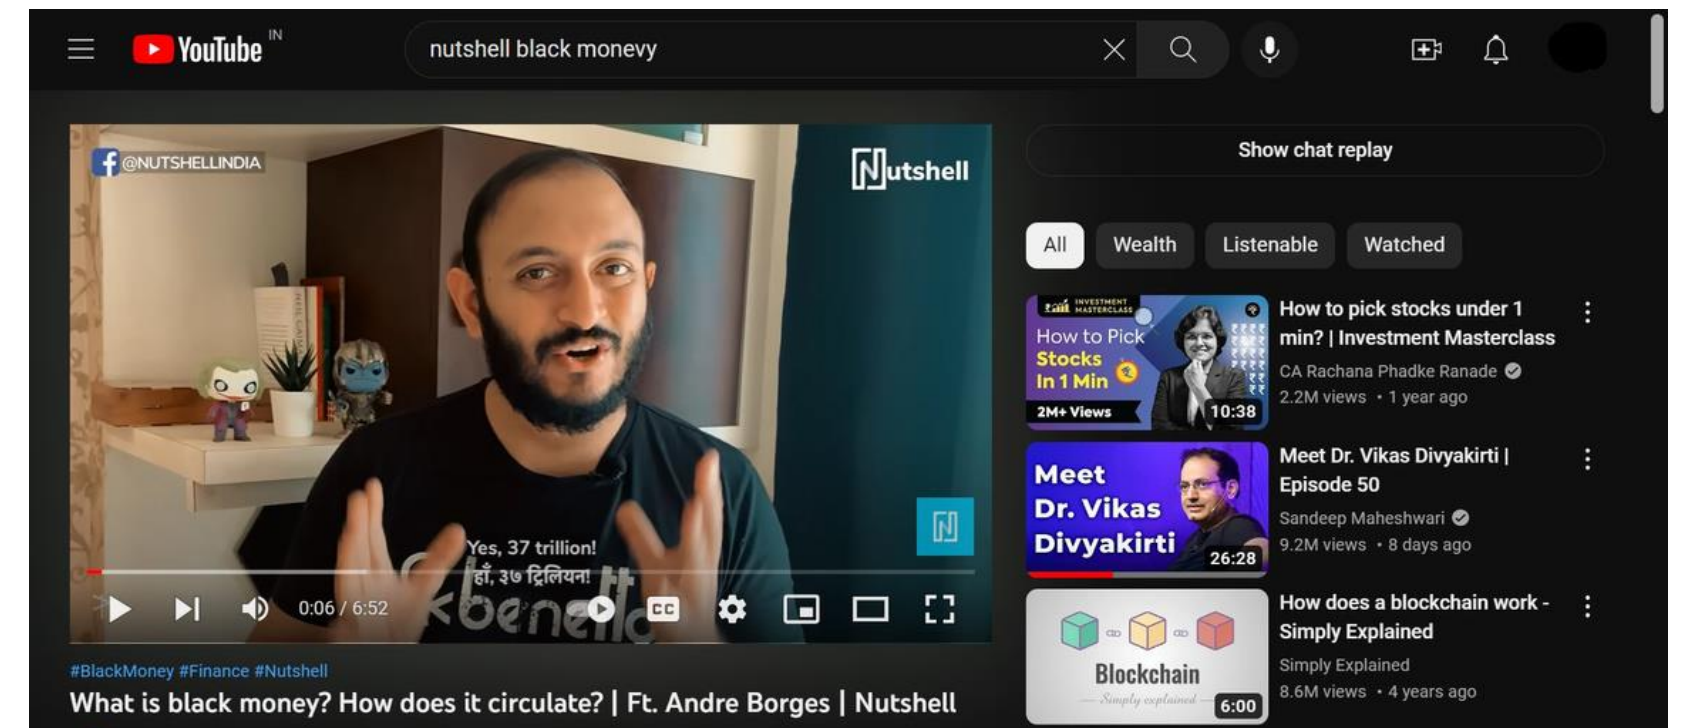 YouTube IN
nutshell black monevy
@NUTSHELLINDIA
Nutshell
Yes, 37 trillion!
हाँ, ३७ ट्रिलियन!
benetto
0:06 / 6:52
CC
#BlackMoney #Finance #Nutshell
What is black money? How does it circulate? | Ft. Andre Borges | Nutshell
Show chat replay
All
Wealth
Listenable
Watched
INVESTMENT
MASTERCLASS
How to Pick
Stocks
In 1 Min
2M+ Views
10:38
How to pick stocks under 1
min? | Investment Masterclass
CA Rachana Phadke Ranade
2.2M views • 1 year ago
Meet
Dr. Vikas
Divyakirti
26:28
Meet Dr. Vikas Divyakirti |
Episode 50
Sandeep Maheshwari
9.2M views • 8 days ago
Blockchain
Simply explained
6:00
How does a blockchain work -
Simply Explained
Simply Explained
8.6M views • 4 years ago